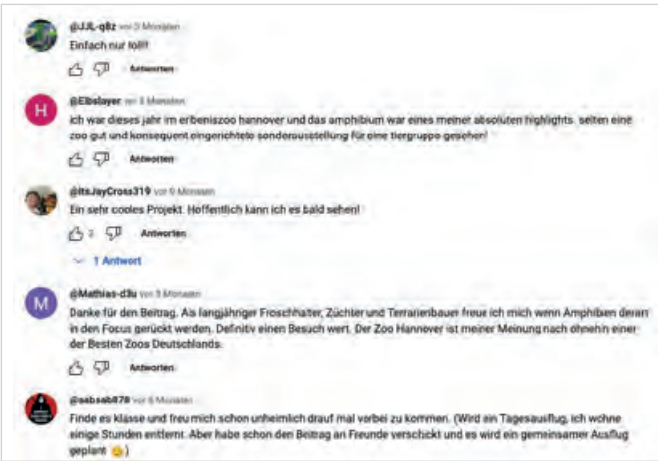 @JJL-q8z vor 3 Monaten
Einfach nur toll!!
Antworten
H
@Elbslayer vor 3 Monaten
ich war dieses jahr im erlebniszoo hannover und das amphibium war eines meiner absoluten highlights. selten eine
zoo gut und konsequent eingerichtete sonderausstellung für eine tiergruppe gesehen!
Antworten
@ItsJayCross319 vor 9 Monaten
Ein sehr cooles Projekt. Hoffentlich kann ich es bald sehen!
2 Antworten
1 Antwort
M
@Mathias-d3u vor 3 Monaten
Danke für den Beitrag. Als langjähriger Froschhalter, Züchter und Terrarienbauer freue ich mich wenn Amphibien derart
in den Focus gerückt werden. Definitiv einen Besuch wert. Der Zoo Hannover ist meiner Meinung nach ohnehin einer
der Besten Zoos Deutschlands.
Antworten
@sabsab878 vor 6 Monaten
Finde es klasse und freu mich schon unheimlich drauf mal vorbei zu kommen. (Wird ein Tagesausflug, ich wohne
einige Stunden entfernt. Aber habe schon den Beitrag an Freunde verschickt und es wird ein gemeinsamer Ausflug
geplant 😊)